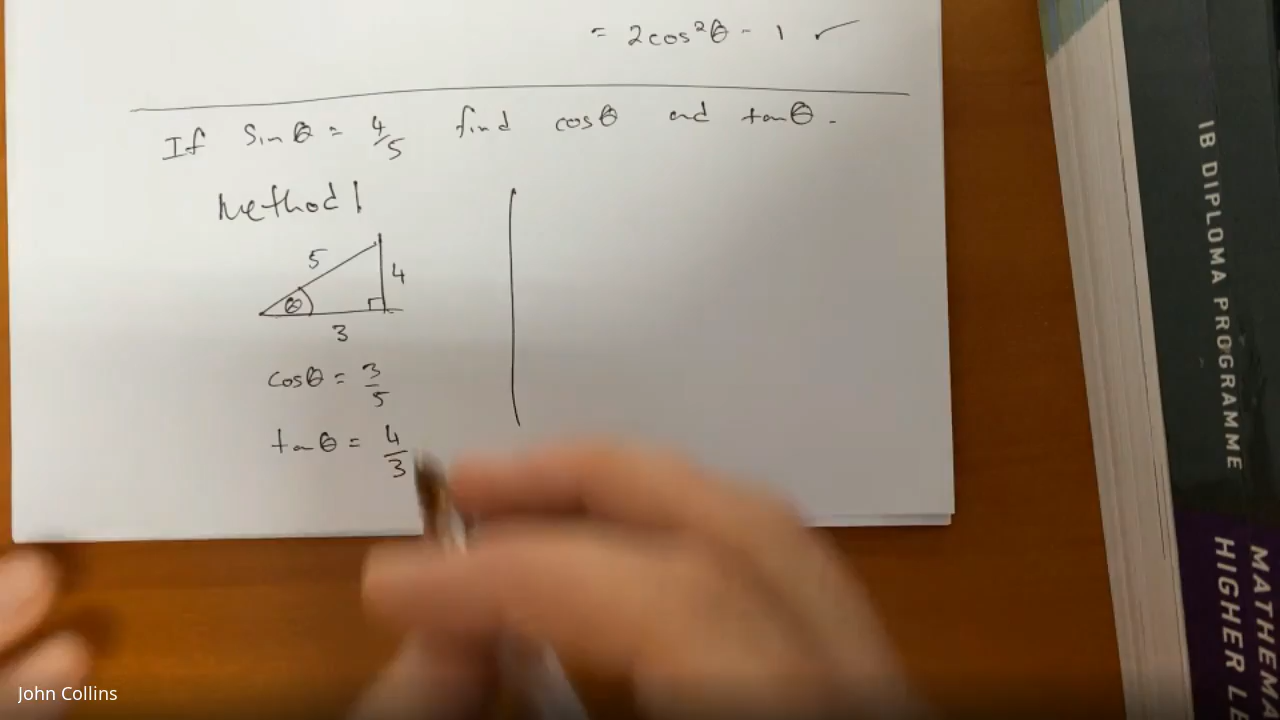 = 2cos²θ - 1 ✓
If Sinθ = 4/5 find cosθ and tanθ.
Method 1
5
4
θ
3
cosθ = 3/5
tanθ = 4/3
IB DIPLOMA PROGRAMME
MATHEMA
HIGHER LE
John Collins